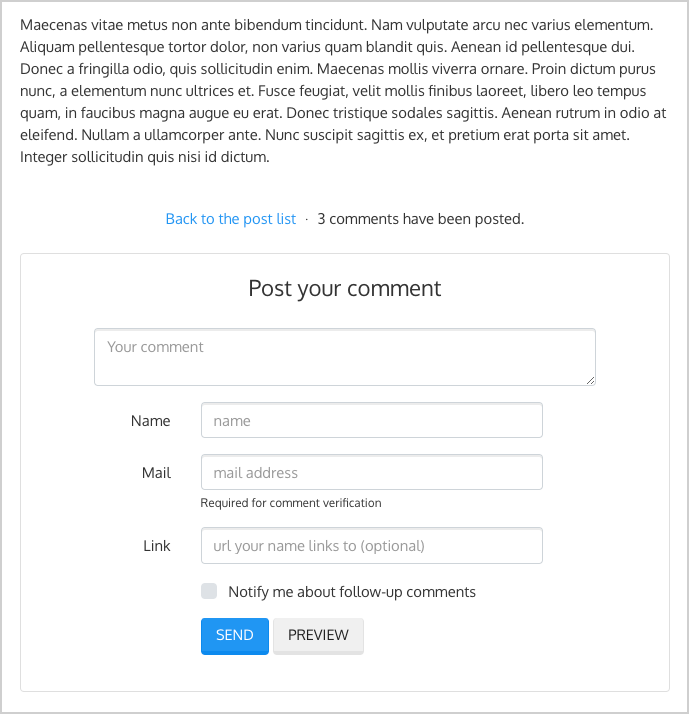 Maecenas vitae metus non ante bibendum tincidunt. Nam vulputate arcu nec varius elementum.
Aliquam pellentesque tortor dolor, non varius quam blandit quis. Aenean id pellentesque dui.
Donec a fringilla odio, quis sollicitudin enim. Maecenas mollis viverra ornare. Proin dictum purus
nunc, a elementum nunc ultrices et. Fusce feugiat, velit mollis finibus laoreet, libero leo tempus
quam, in faucibus magna augue eu erat. Donec tristique sodales sagittis. Aenean rutrum in odio at
eleifend. Nullam a ullamcorper ante. Nunc suscipit sagittis ex, et pretium erat porta sit amet.
Integer sollicitudin quis nisi id dictum.
Back to the post list · 3 comments have been posted.
Post your comment
Your comment
Name name
Mail mail address
Required for comment verification
Link url your name links to (optional)
Notify me about follow-up comments
SEND PREVIEW